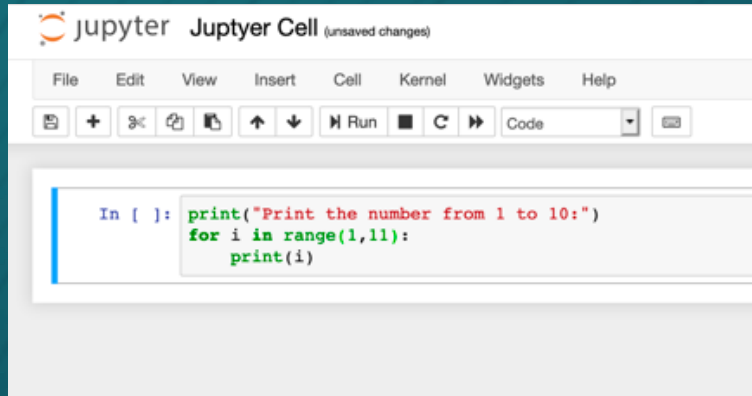 jupyter Juptyer Cell (unsaved changes)
File Edit View Insert Cell Kernel Widgets Help
Run Code
In [ ]: print("Print the number from 1 to 10:")
for i in range(1,11):
    print(i)